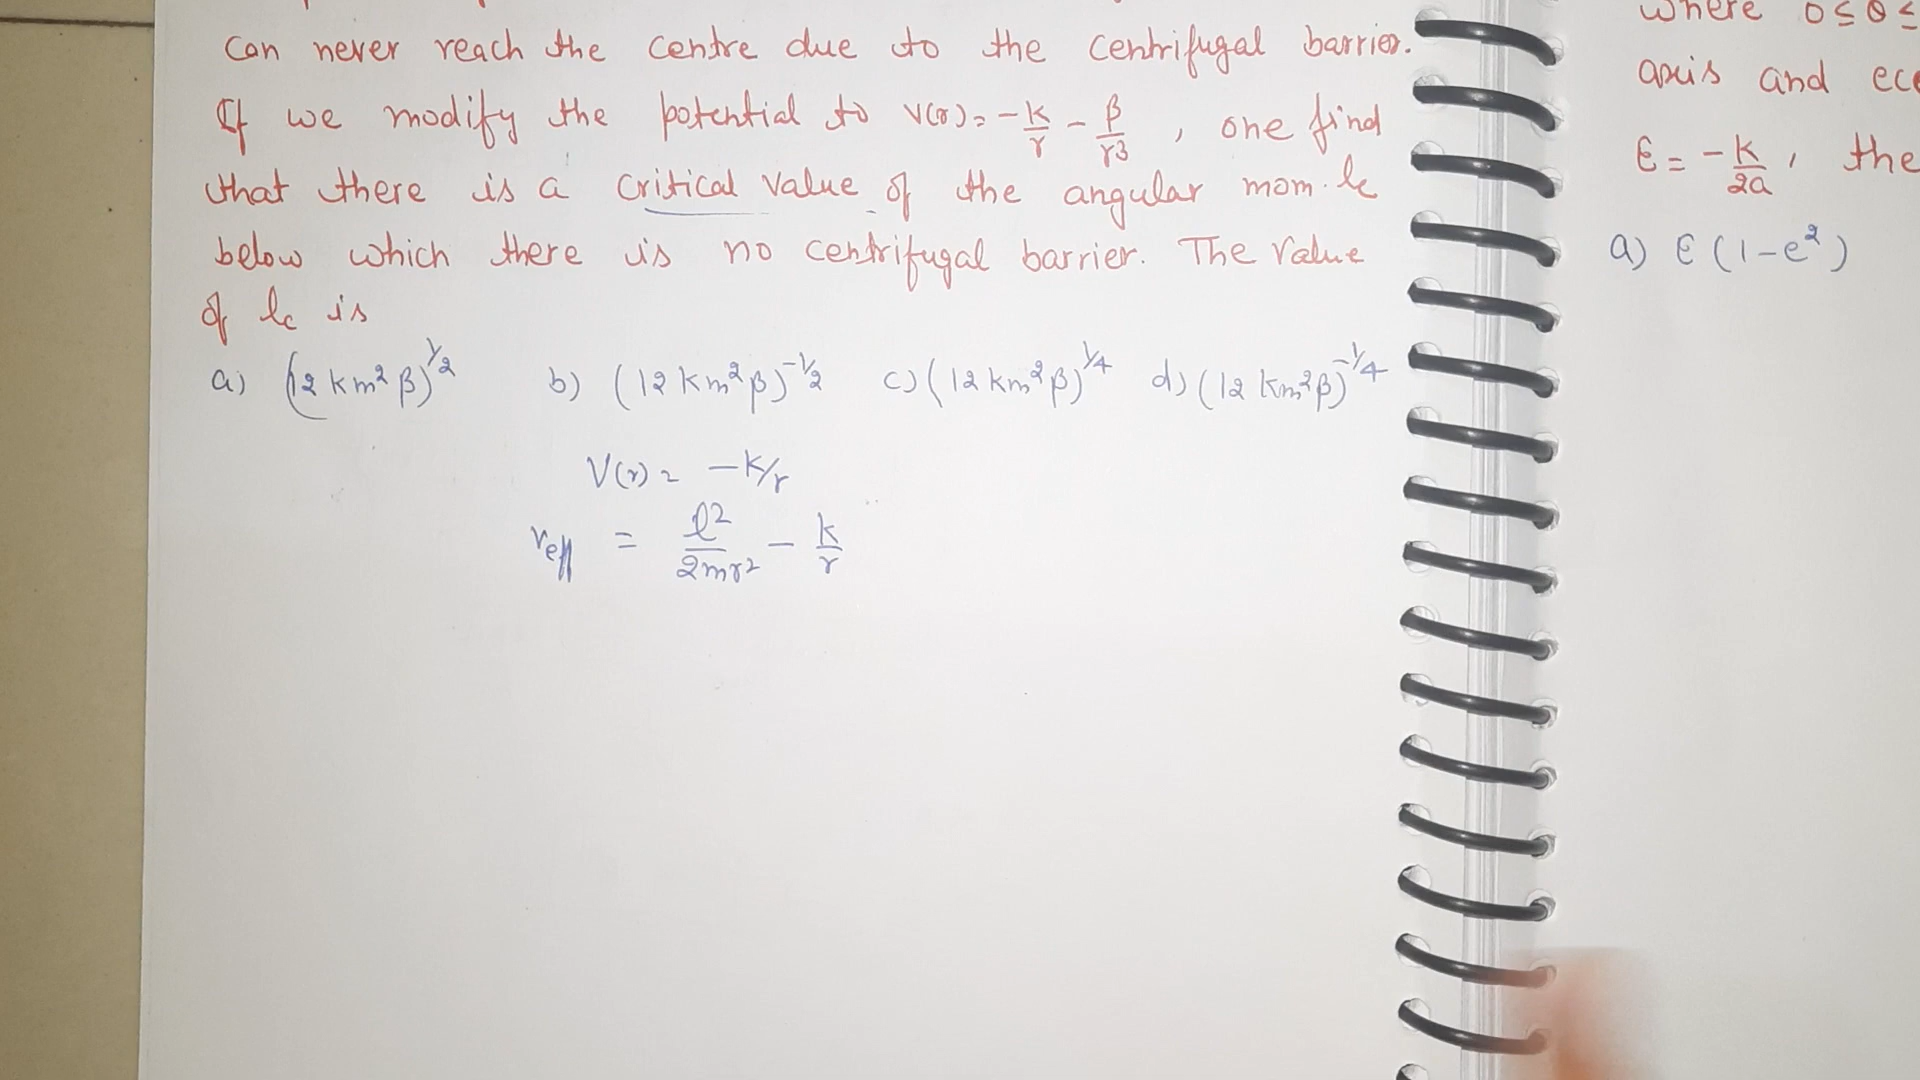 can never reach the centre due to the centrifugal barrier.
If we modify the potential to V(r) = -k/r - β/r3 , one find
that there is a critical value of the angular mom. lc
below which there is no centrifugal barrier. The value
of lc is
a) (12 km² β)^1/2 b) (12 km² β)^-1/2 c) (12 km² β)^1/4 d) (12 km² β)^-1/4
V(r) = -k/r
Veff = l²/2mr² - k/r
where 0 ≤ θ ≤
axis and ecc
E = -k/2a , the
a) E (1-e²)